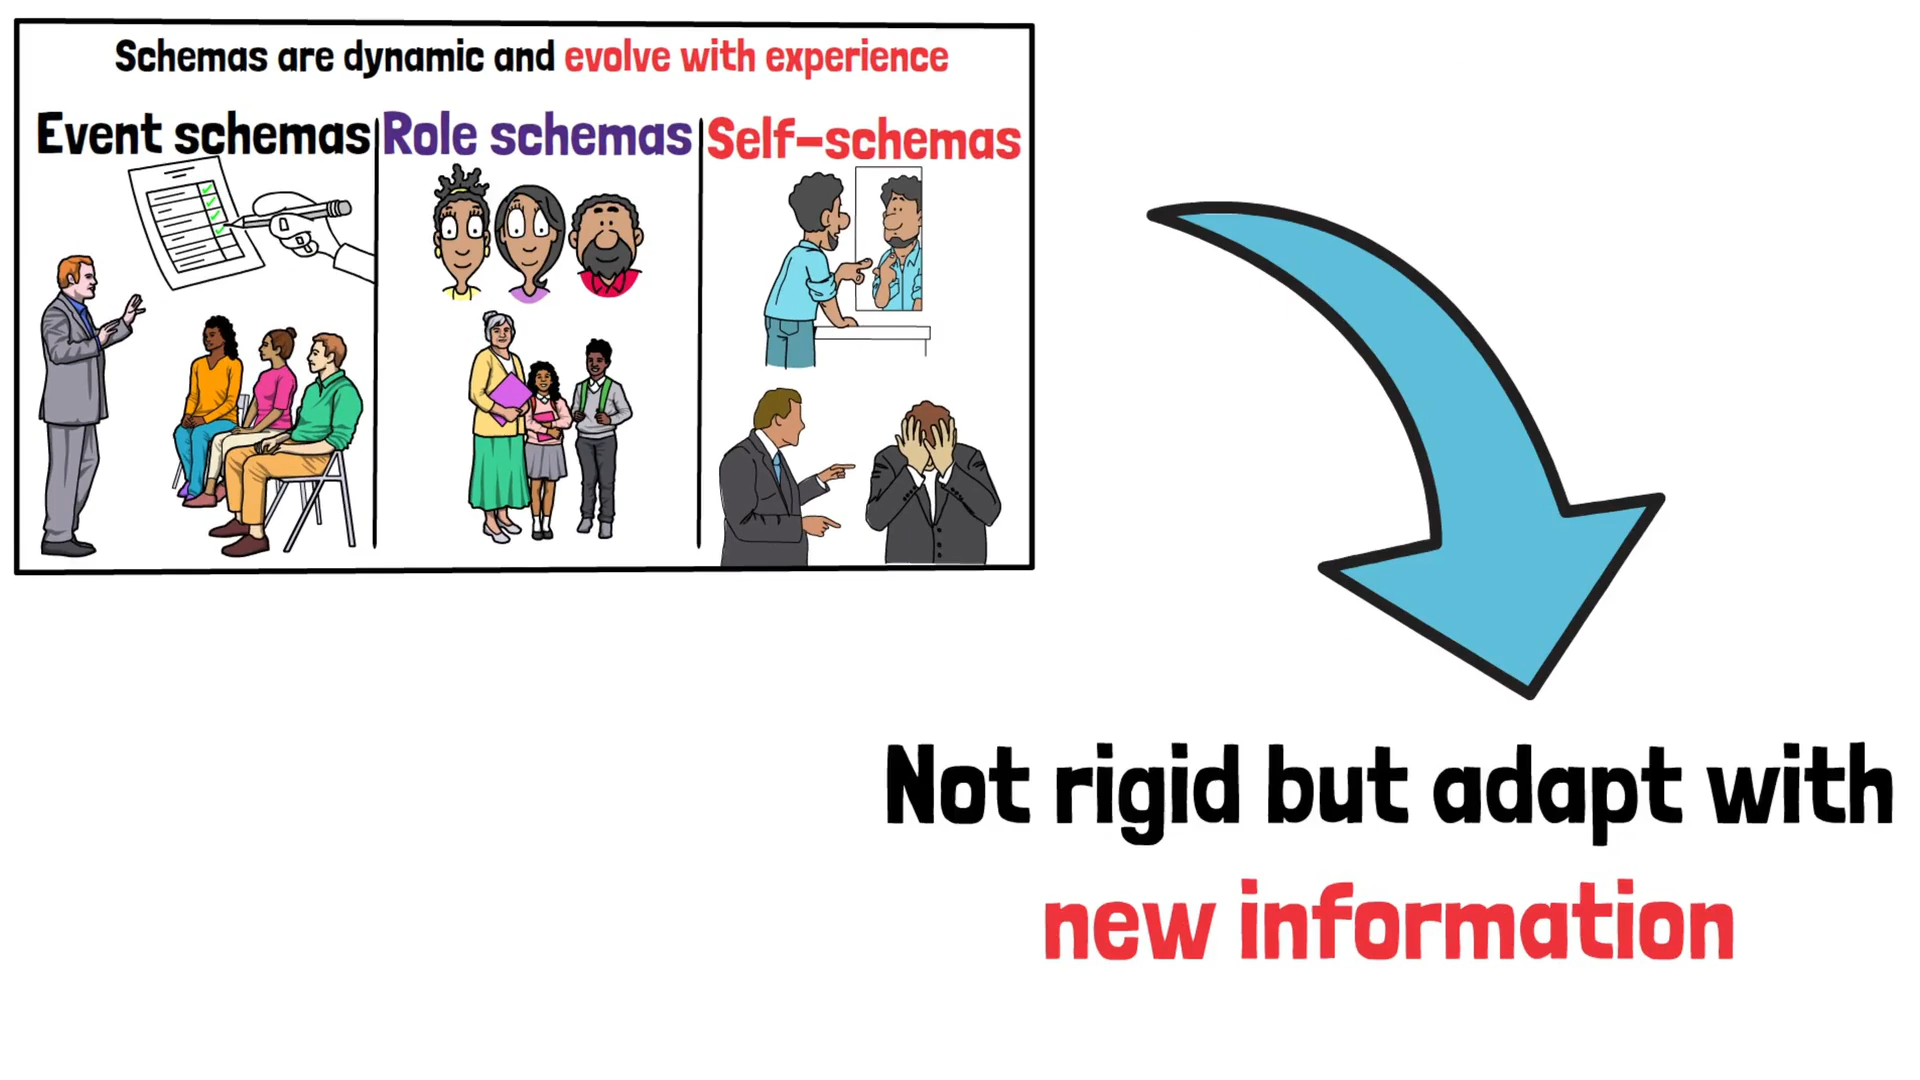 Schemas are dynamic and evolve with experience
Event schemas
Role schemas
Self-schemas
Not rigid but adapt with
new information